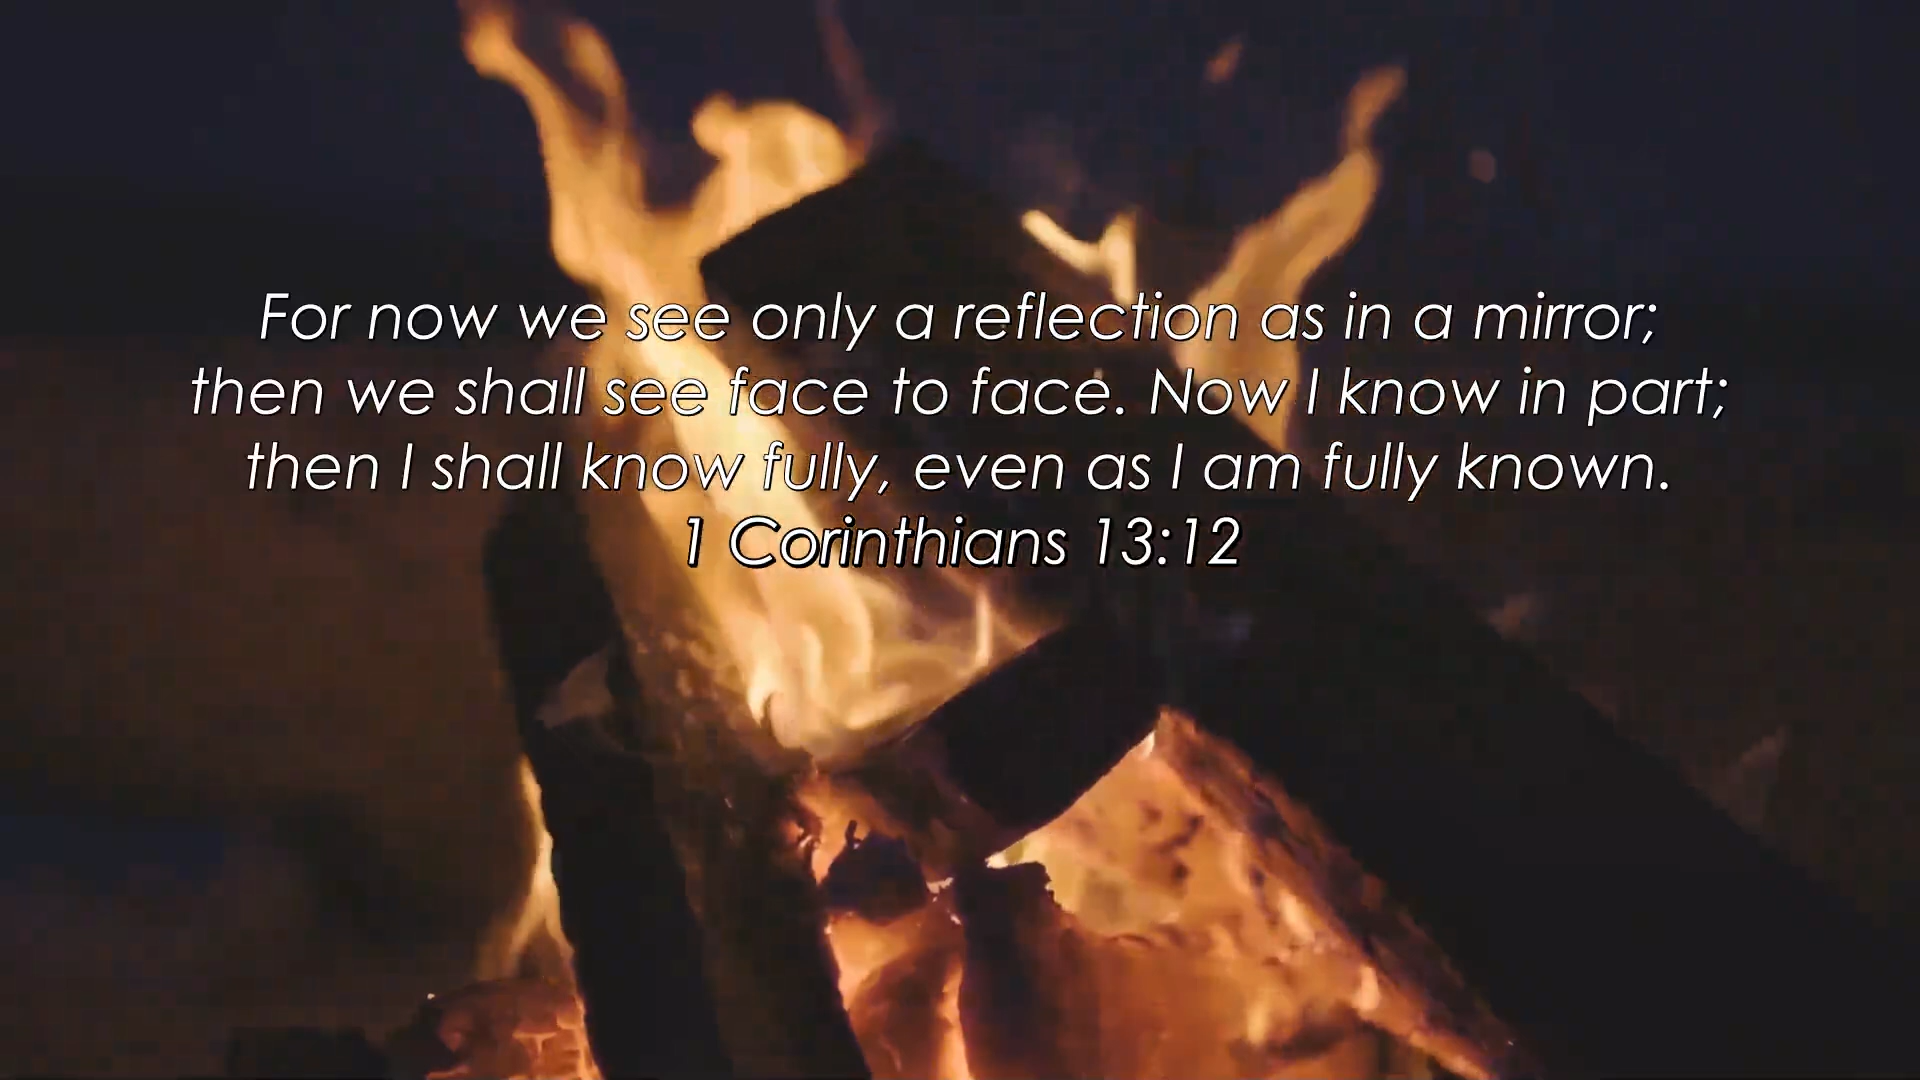 For now we see only a reflection as in a mirror;
then we shall see face to face. Now I know in part;
then I shall know fully, even as I am fully known.
1 Corinthians 13:12